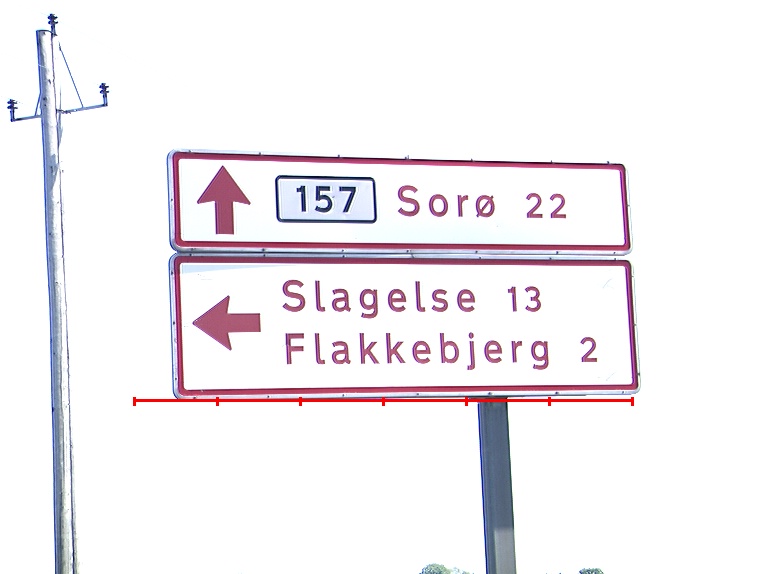 157 Sorø 22
Slagelse 13
Flakkebjerg 2